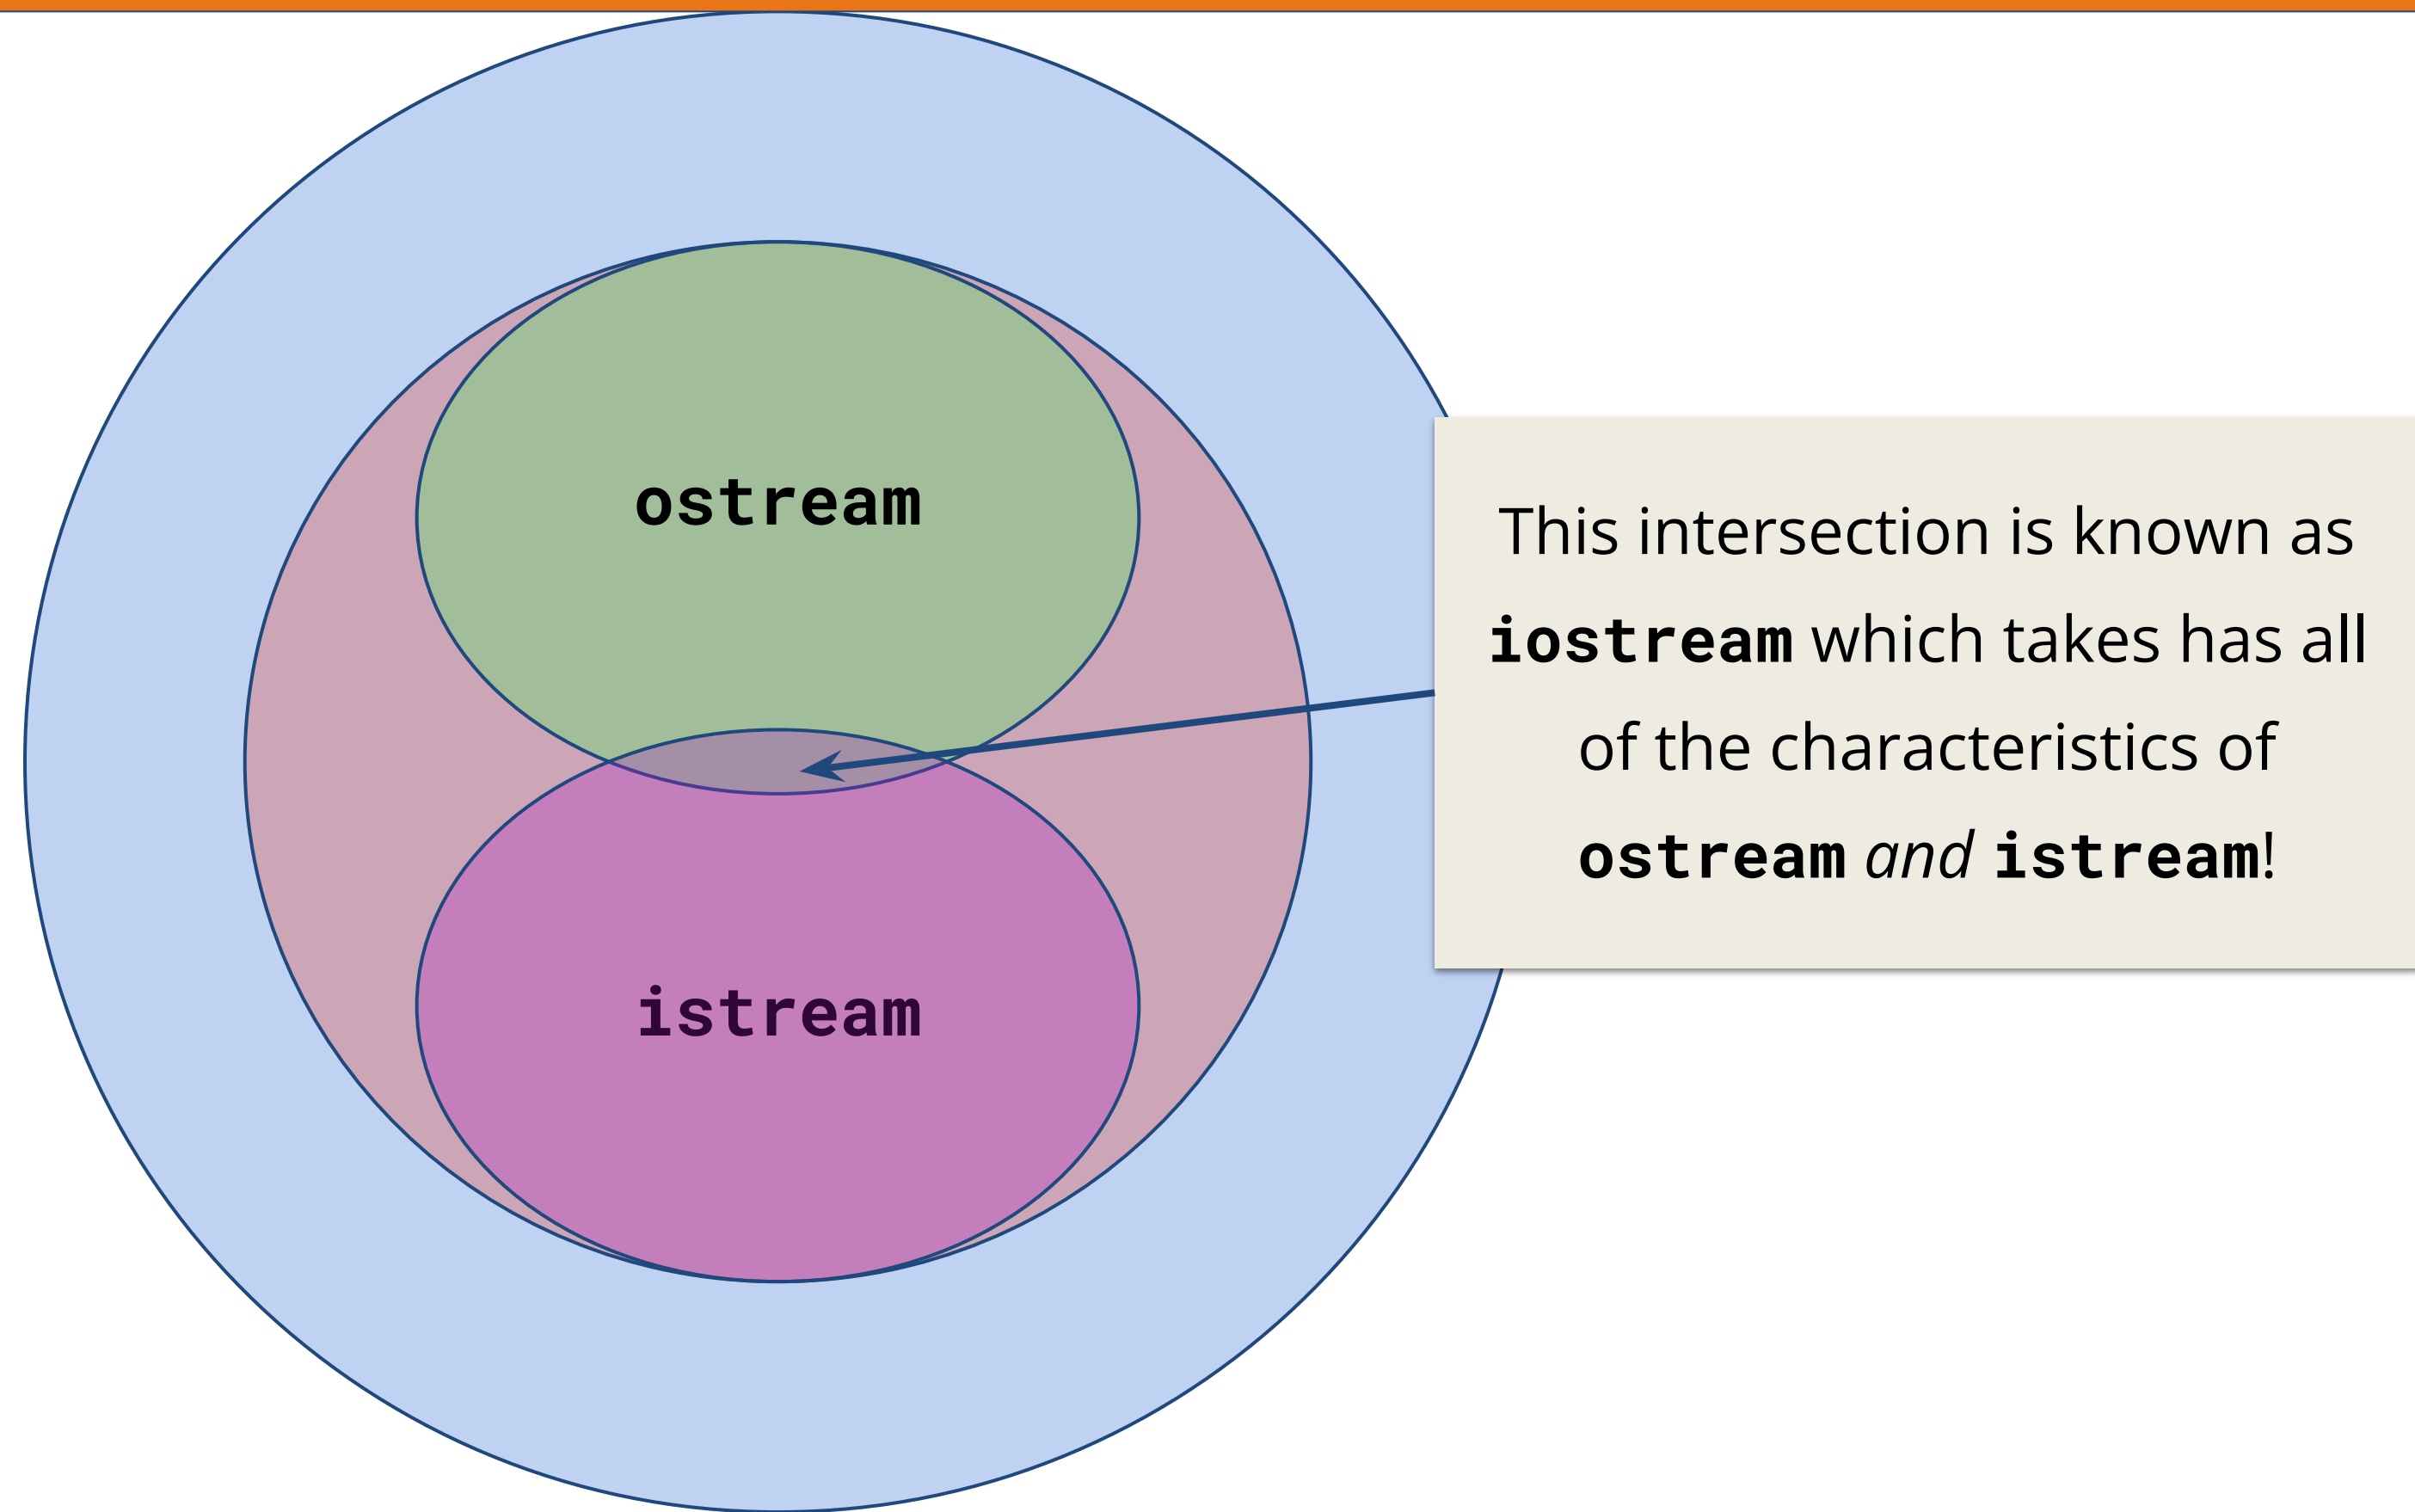 ostream
This intersection is known as
iostream which takes has all
of the characteristics of
ostream and istream!
istream